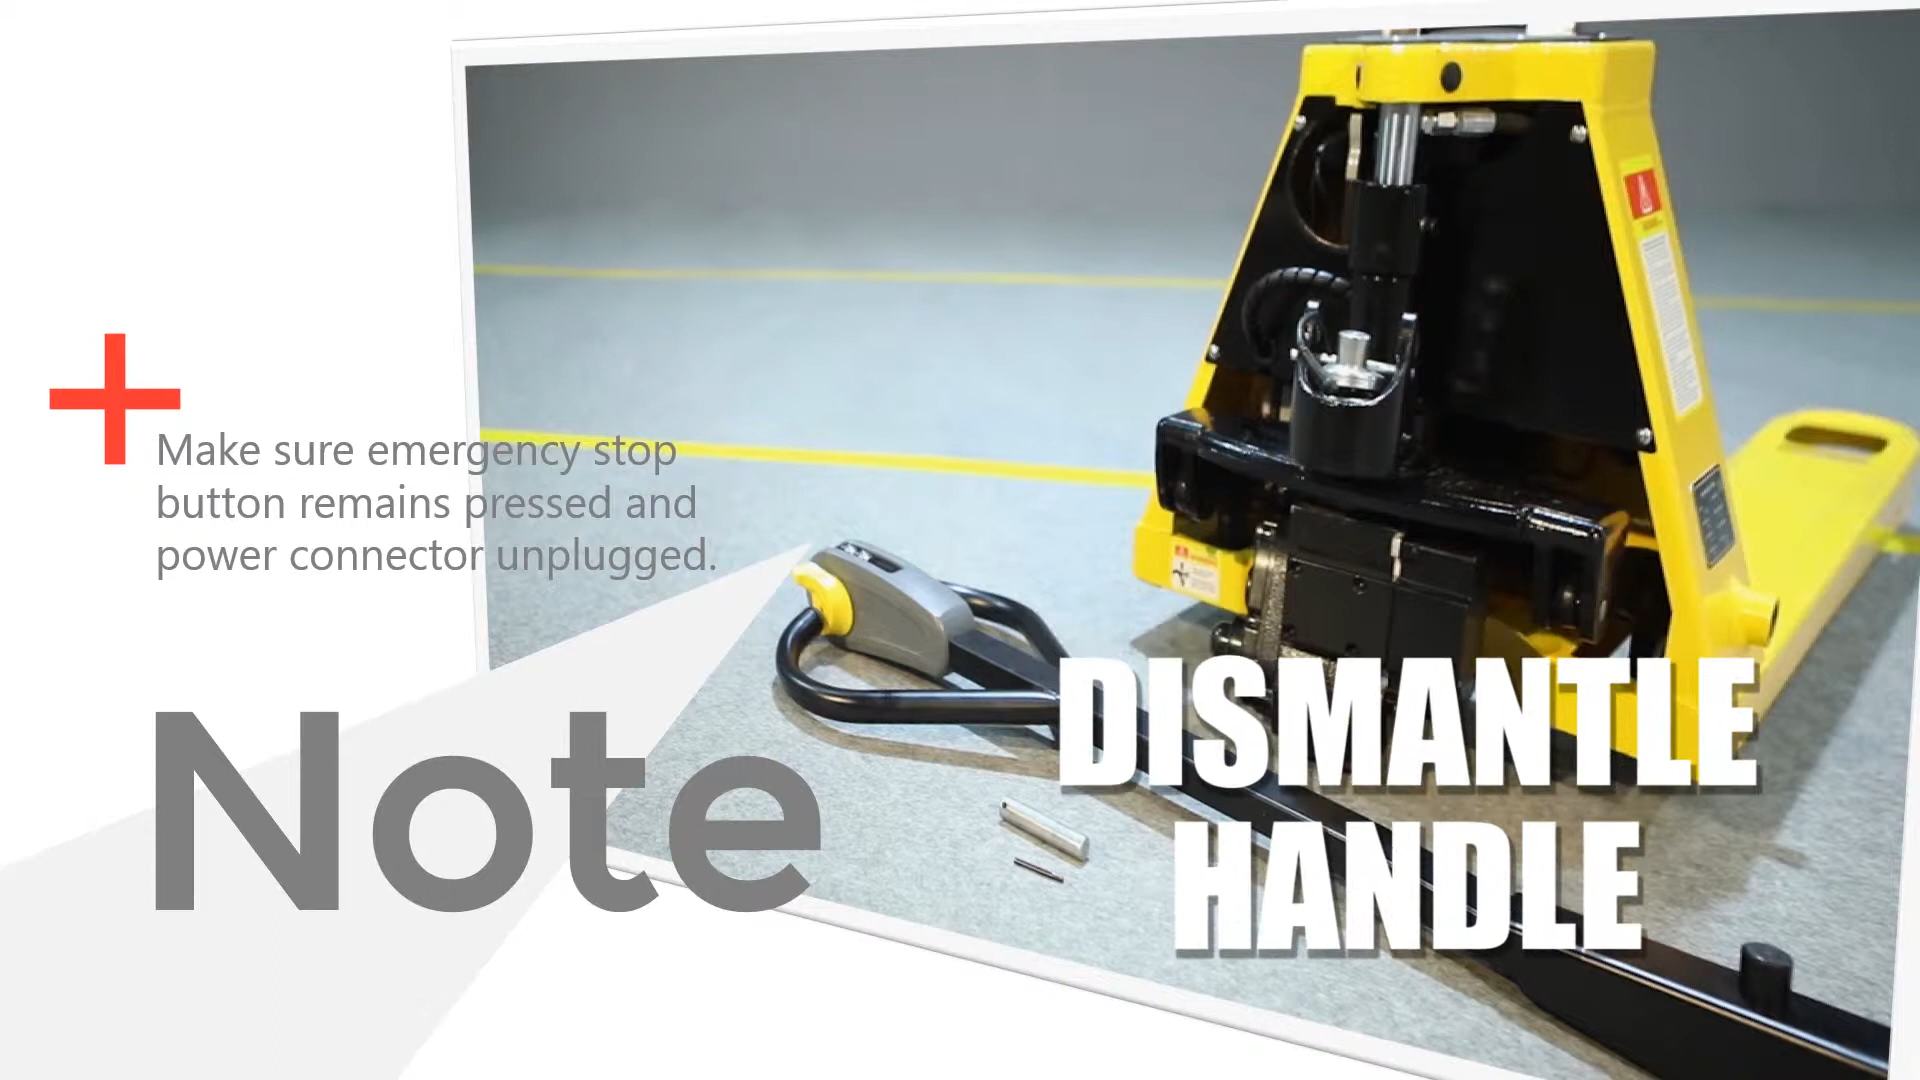 Make sure emergency stop
button remains pressed and
power connector unplugged.
Note
DISMANTLE
HANDLE